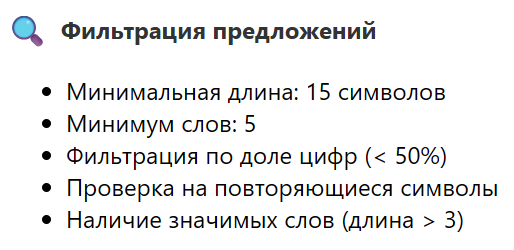 Фильтрация предложений
Минимальная длина: 15 символов
Минимум слов: 5
Фильтрация по доле цифр (< 50%)
Проверка на повторяющиеся символы
Наличие значимых слов (длина > 3)